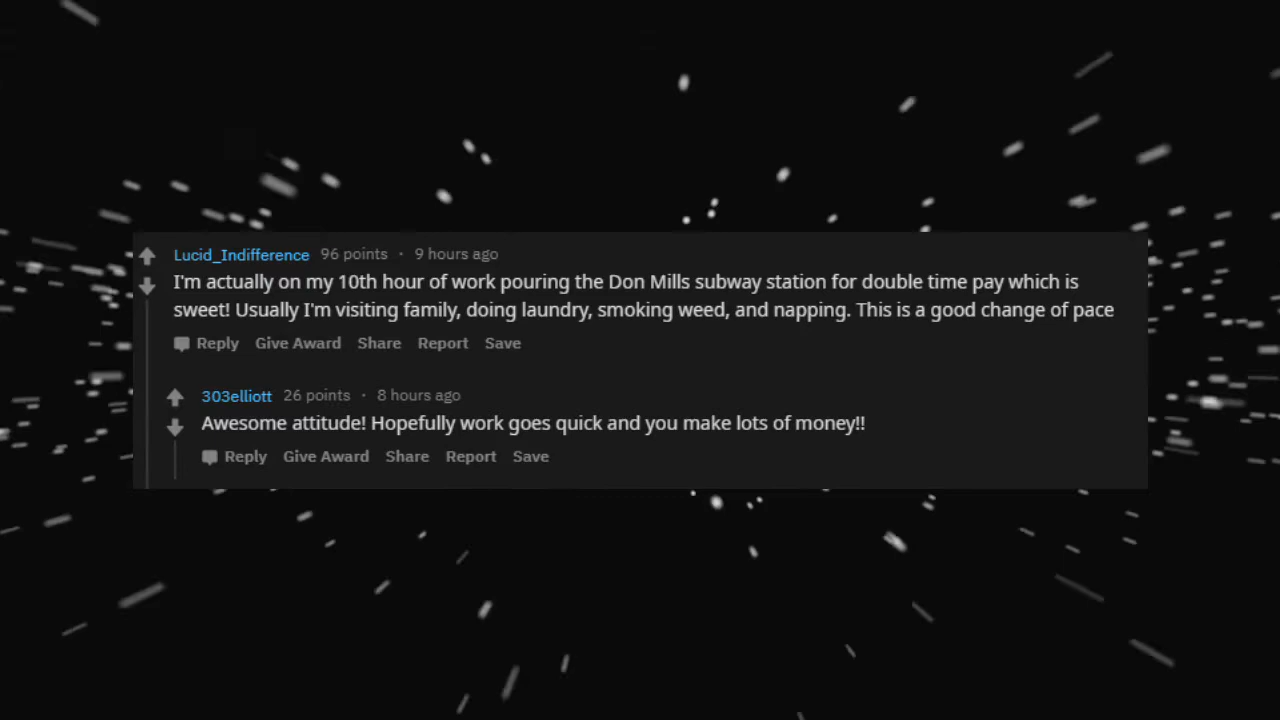 Lucid_Indifference 96 points · 9 hours ago
I'm actually on my 10th hour of work pouring the Don Mills subway station for double time pay which is
sweet! Usually I'm visiting family, doing laundry, smoking weed, and napping. This is a good change of pace
Reply Give Award Share Report Save
303elliott 26 points · 8 hours ago
Awesome attitude! Hopefully work goes quick and you make lots of money!!
Reply Give Award Share Report Save